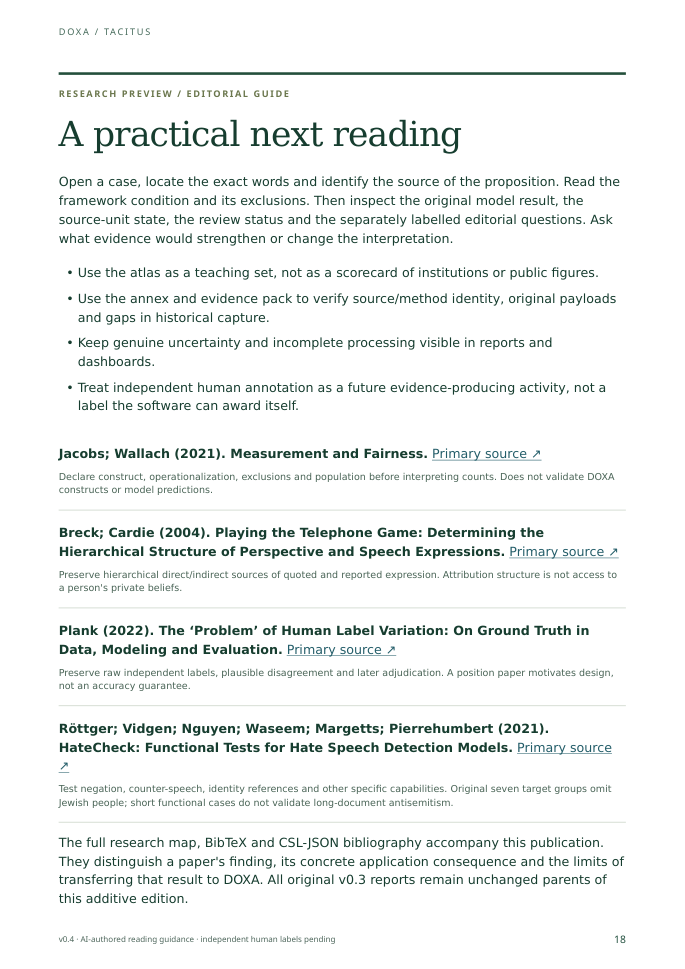 DOXA / TACITUS
RESEARCH PREVIEW / EDITORIAL GUIDE
A practical next reading
Open a case, locate the exact words and identify the source of the proposition. Read the
framework condition and its exclusions. Then inspect the original model result, the
source-unit state, the review status and the separately labelled editorial questions. Ask
what evidence would strengthen or change the interpretation.
• Use the atlas as a teaching set, not as a scorecard of institutions or public figures.
• Use the annex and evidence pack to verify source/method identity, original payloads
and gaps in historical capture.
• Keep genuine uncertainty and incomplete processing visible in reports and
dashboards.
• Treat independent human annotation as a future evidence-producing activity, not a
label the software can award itself.
Jacobs; Wallach (2021). Measurement and Fairness. Primary source ↗
Declare construct, operationalization, exclusions and population before interpreting counts. Does not validate DOXA
constructs or model predictions.
Breck; Cardie (2004). Playing the Telephone Game: Determining the
Hierarchical Structure of Perspective and Speech Expressions. Primary source ↗
Preserve hierarchical direct/indirect sources of quoted and reported expression. Attribution structure is not access to
a person's private beliefs.
Plank (2022). The ‘Problem’ of Human Label Variation: On Ground Truth in
Data, Modeling and Evaluation. Primary source ↗
Preserve raw independent labels, plausible disagreement and later adjudication. A position paper motivates design,
not an accuracy guarantee.
Röttger; Vidgen; Nguyen; Waseem; Margetts; Pierrehumbert (2021).
HateCheck: Functional Tests for Hate Speech Detection Models. Primary source
↗
Test negation, counter-speech, identity references and other specific capabilities. Original seven target groups omit
Jewish people; short functional cases do not validate long-document antisemitism.
The full research map, BibTeX and CSL-JSON bibliography accompany this publication.
They distinguish a paper's finding, its concrete application consequence and the limits of
transferring that result to DOXA. All original v0.3 reports remain unchanged parents of
this additive edition.
v0.4 · AI-authored reading guidance · independent human labels pending
18